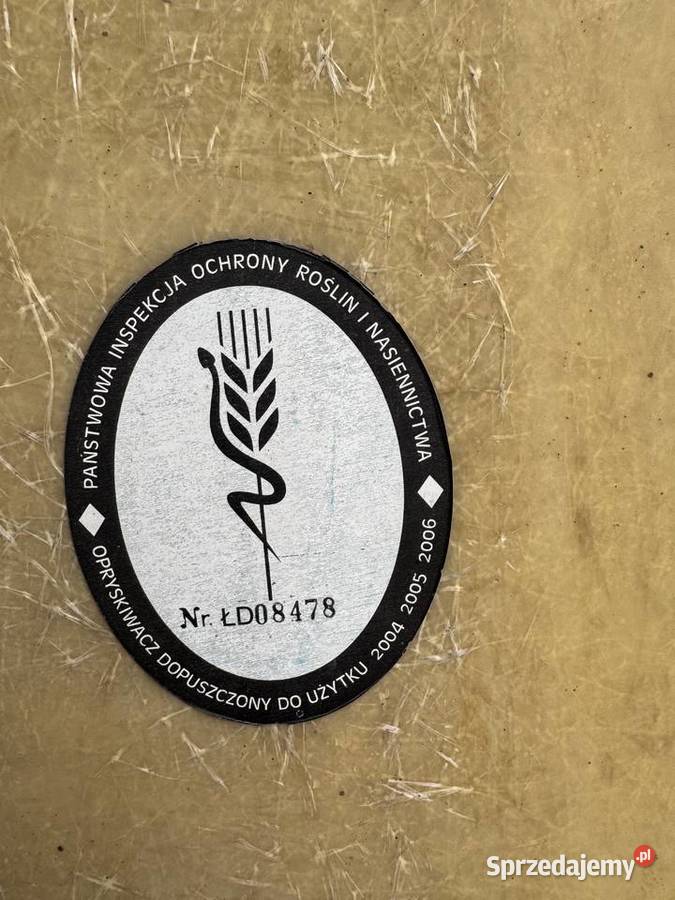 PAŃSTWOWA INSPEKCJA OCHRONY ROŚLIN I NASIENNICTWA
Nr. ŁD08478
OPRYSKIWACZ DOPUSZCZONY DO UŻYTKU 2004 2005 2006
Sprzedajemy.pl